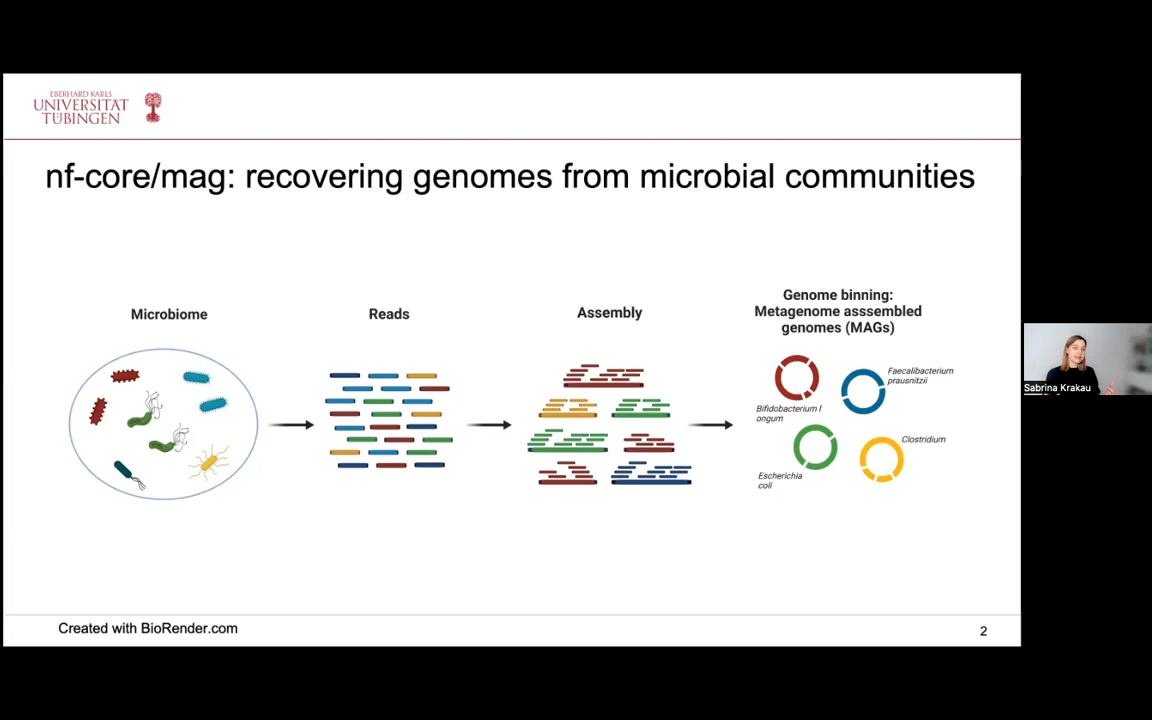 EBERHARD KARLS
UNIVERSITÄT
TÜBINGEN
nf-core/mag: recovering genomes from microbial communities
Microbiome
Reads
Assembly
Genome binning:
Metagenome asssembled
genomes (MAGs)
Faecalibacterium
prausnitzii
Bifidobacterium l
ongum
Clostridium
Escherichia
coli
Sabrina Krakau
Created with BioRender.com
2